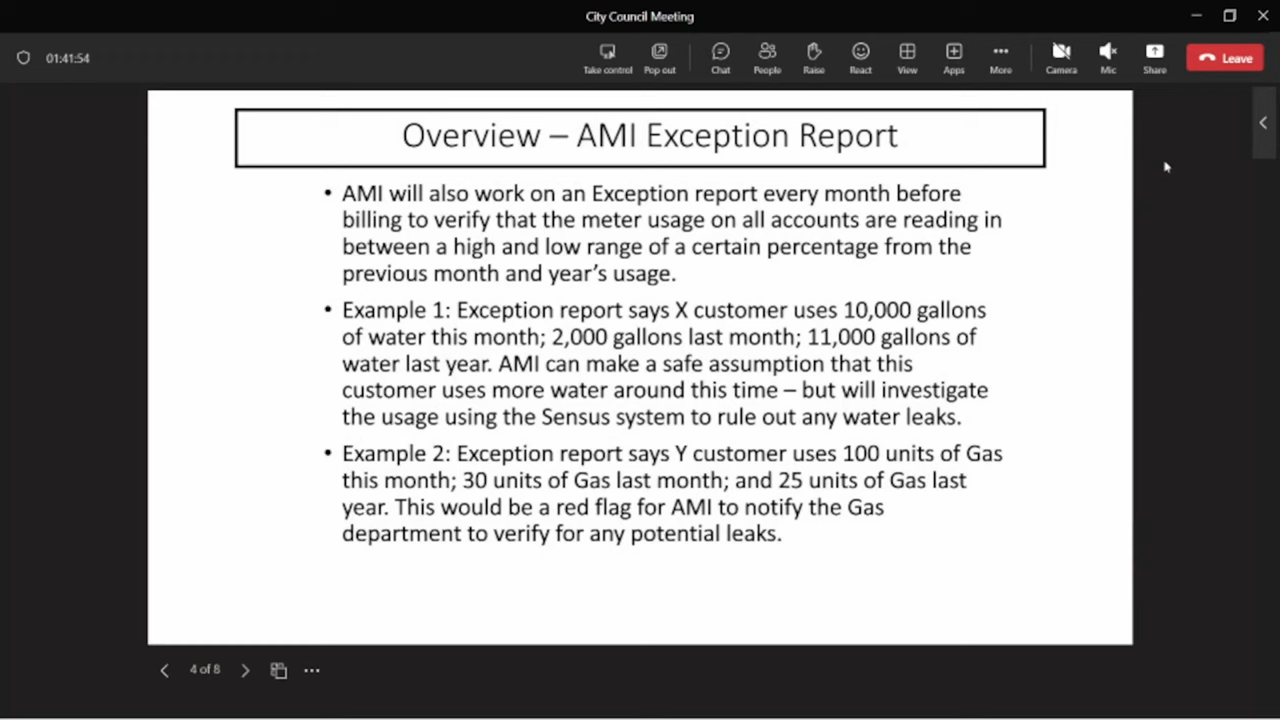 City Council Meeting
01:41:54
Take control
Pop out
Chat
People
Raise
React
View
Apps
More
Camera
Mic
Share
Leave
Overview – AMI Exception Report
• AMI will also work on an Exception report every month before
billing to verify that the meter usage on all accounts are reading in
between a high and low range of a certain percentage from the
previous month and year's usage.
• Example 1: Exception report says X customer uses 10,000 gallons
of water this month; 2,000 gallons last month; 11,000 gallons of
water last year. AMI can make a safe assumption that this
customer uses more water around this time – but will investigate
the usage using the Sensus system to rule out any water leaks.
• Example 2: Exception report says Y customer uses 100 units of Gas
this month; 30 units of Gas last month; and 25 units of Gas last
year. This would be a red flag for AMI to notify the Gas
department to verify for any potential leaks.
4 of 8